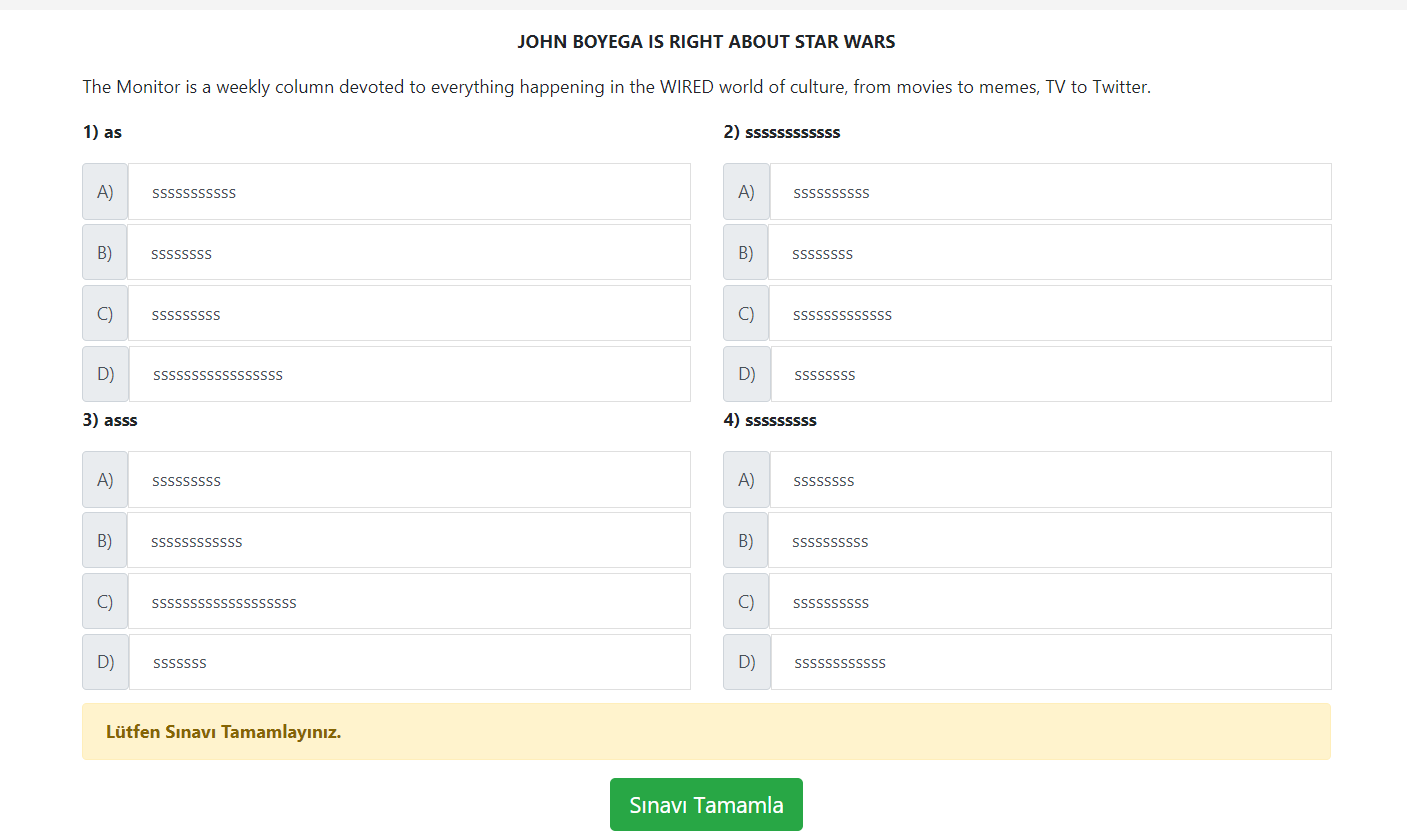 JOHN BOYEGA IS RIGHT ABOUT STAR WARS
The Monitor is a weekly column devoted to everything happening in the WIRED world of culture, from movies to memes, TV to Twitter.
1) as
A) sssssssssss
B) ssssssss
C) sssssssss
D) sssssssssssssssss
2) ssssssssssss
A) ssssssssss
B) ssssssss
C) sssssssssssss
D) ssssssss
3) asss
A) sssssssss
B) ssssssssssss
C) sssssssssssssssssss
D) sssssss
4) sssssssss
A) ssssssss
B) ssssssssss
C) ssssssssss
D) ssssssssssss
Lütfen Sınavı Tamamlayınız.
Sınavı Tamamla